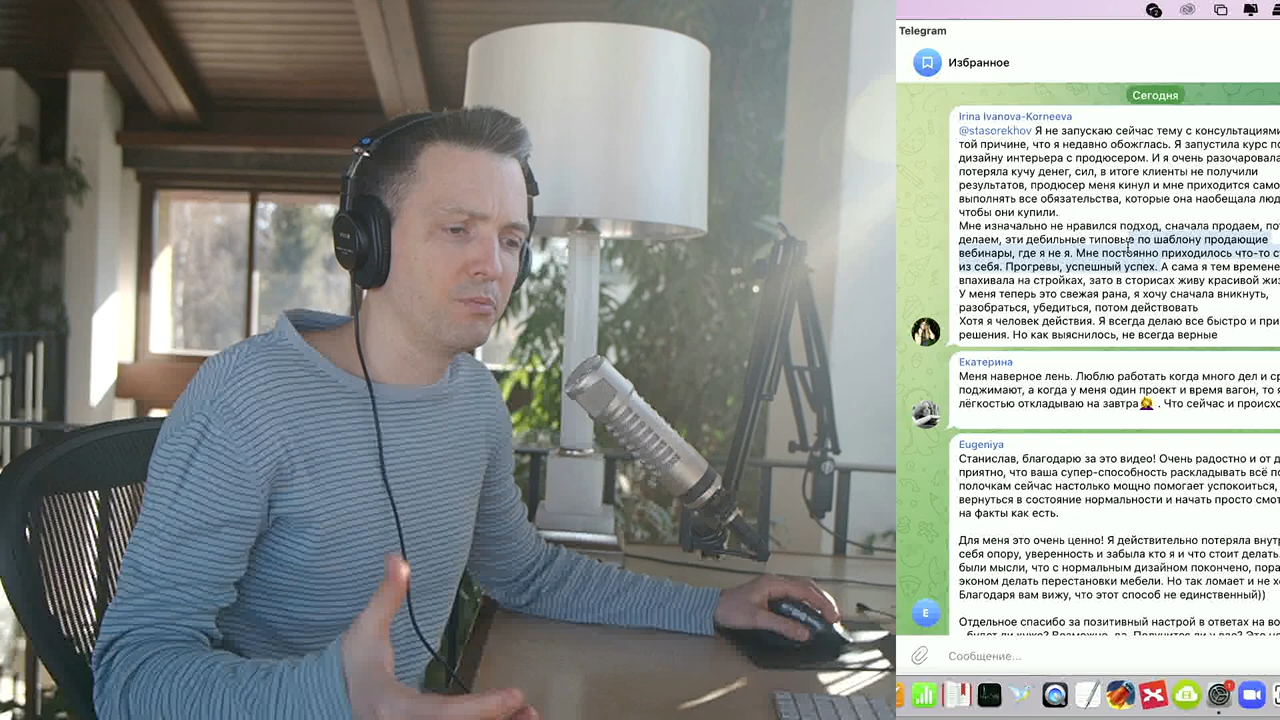 Telegram
Избранное
Сегодня
Irina Ivanova-Korneeva
@stasorekhov Я не запускаю сейчас тему с консультациями
той причине, что я недавно обожглась. Я запустила курс по
дизайну интерьера с продюсером. И я очень разочаровала
потеряла кучу денег, сил, в итоге клиенты не получили
результатов, продюсер меня кинул и мне приходится само
выполнять все обязательства, которые она наобещала люд
чтобы они купили.
Мне изначально не нравился подход, сначала продаем, по
делаем, эти дебильные типовые по шаблону продающие
вебинары, где я не я. Мне постоянно приходилось что-то ст
из себя. Прогревы, успешный успех. А сама я тем времене
впахивала на стройках, зато в сторисах живу красивой жиз
У меня теперь это свежая рана, я хочу сначала вникнуть,
разобраться, убедиться, потом действовать
Хотя я человек действия. Я всегда делаю все быстро и при
решения. Но как выяснилось, не всегда верные
Екатерина
Меня наверное лень. Люблю работать когда много дел и ср
поджимают, а когда у меня один проект и время вагон, то я
лёгкостью откладываю на завтра🤦‍♀️ . Что сейчас и происхо
Eugeniya
Станислав, благодарю за это видео! Очень радостно и от д
приятно, что ваша супер-способность раскладывать всё по
полочкам сейчас настолько мощно помогает успокоиться,
вернуться в состояние нормальности и начать просто смот
на факты как есть.
Для меня это очень ценно! Я действительно потеряла внутр
себя опору, уверенность и забыла кто я и что стоит делать
были мысли, что с нормальным дизайном покончено, пора
эконом делать перестановки мебели. Но так ломает и не х
Благодаря вам вижу, что этот способ не единственный))
E
Отдельное спасибо за позитивный настрой в ответах на во
Сообщение...